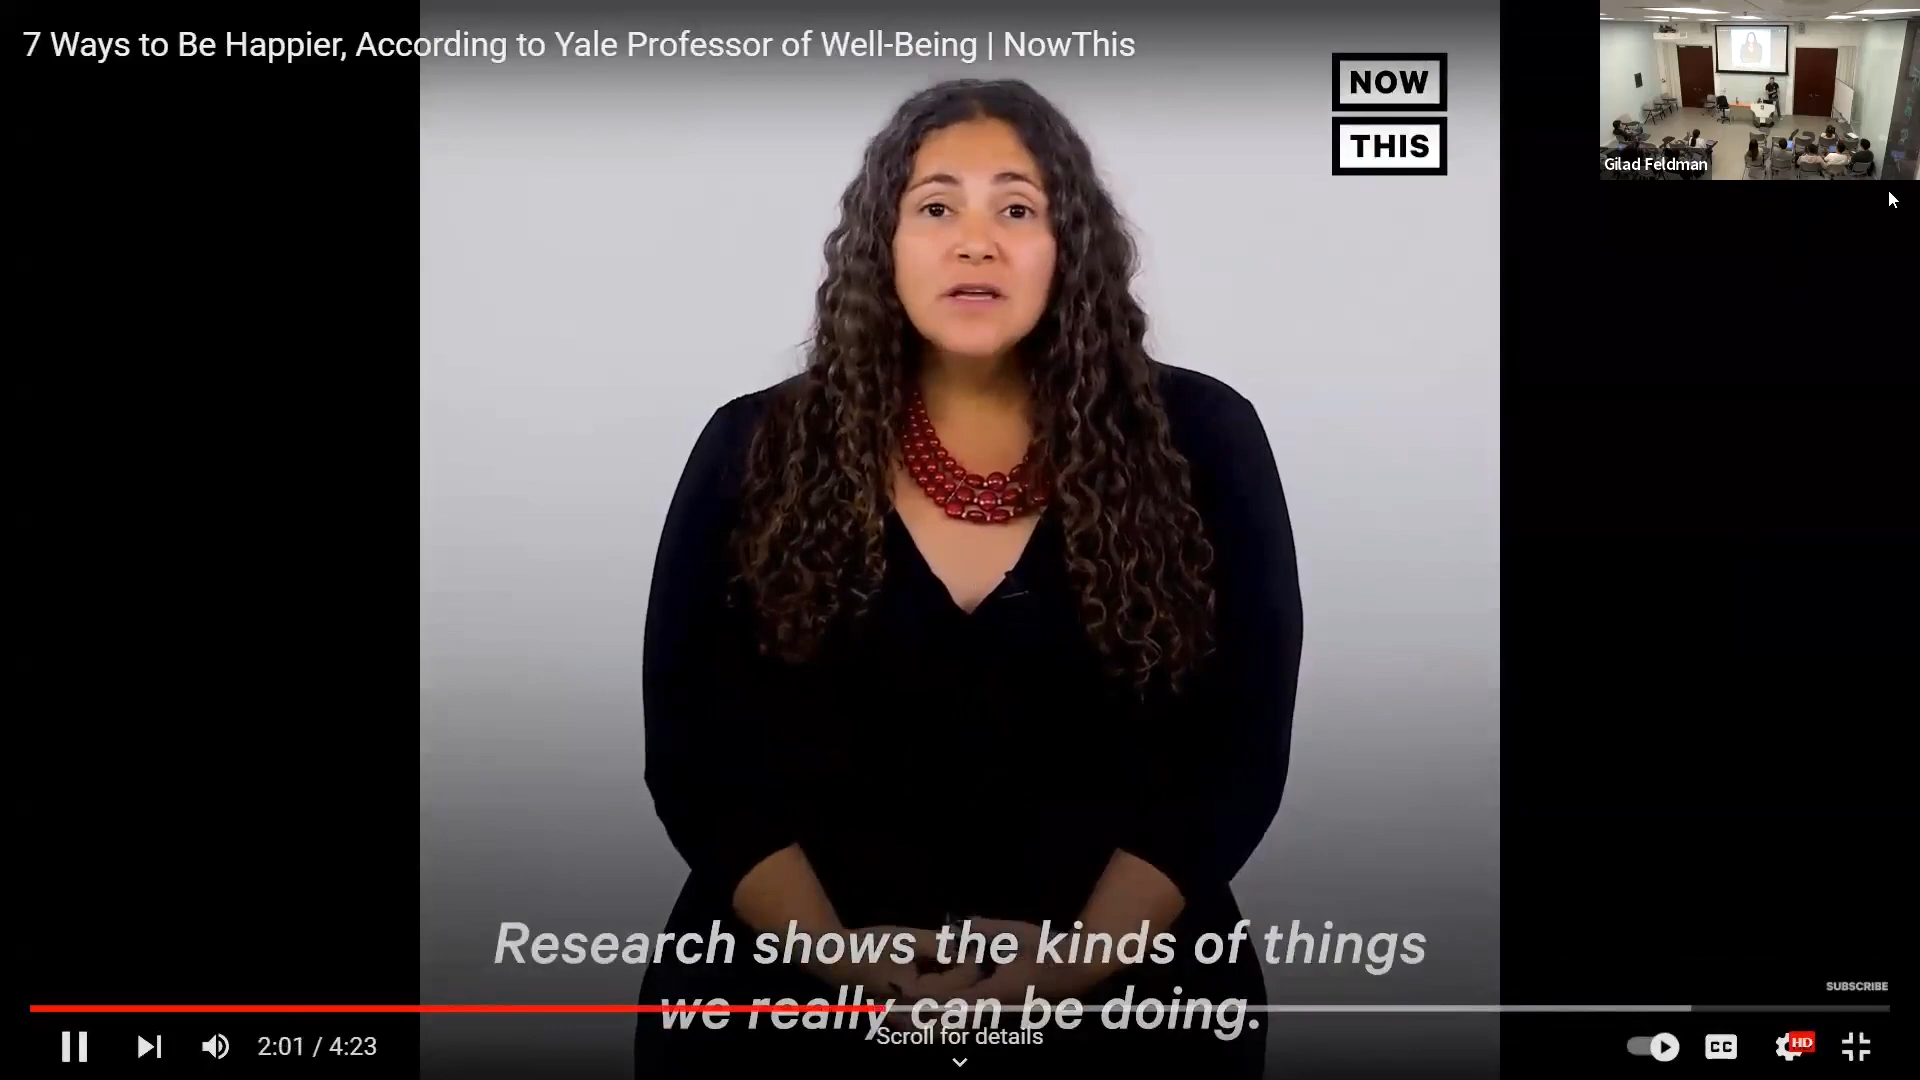 7 Ways to Be Happier, According to Yale Professor of Well-Being | NowThis
NOW
THIS
Gilad Feldman
Research shows the kinds of things
we really can be doing.
SUBSCRIBE
Scroll for details
2:01 / 4:23
CC
HD